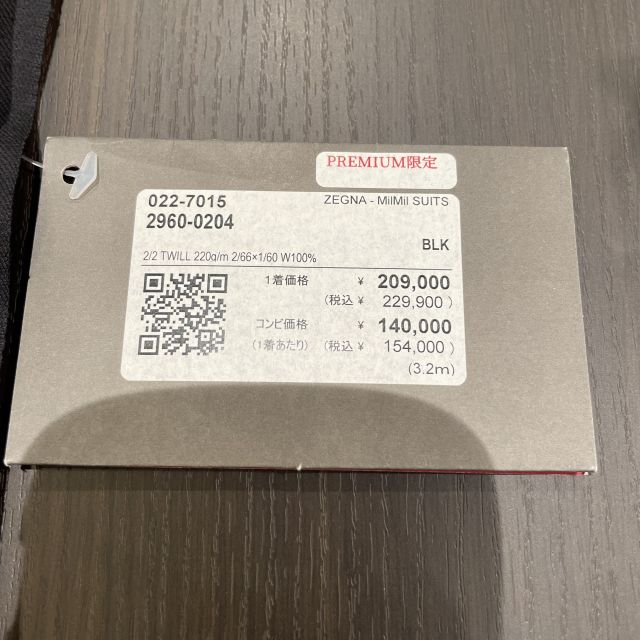 PREMIUM限定
022-7015 ZEGNA - MilMil SUITS
2960-0204
BLK
2/2 TWILL 220g/m 2/66×1/60 W100%
1着価格 ¥ 209,000
(税込 ¥ 229,900 )
コンビ価格 ¥ 140,000
(1着あたり) (税込 ¥ 154,000 )
(3.2m)